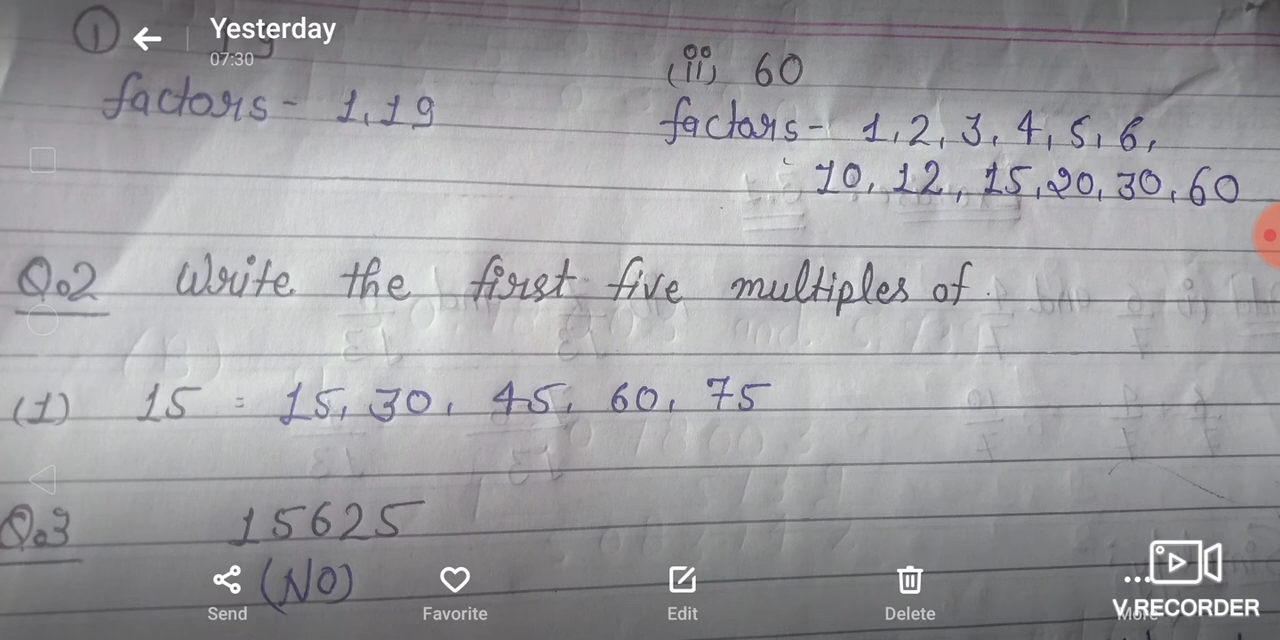 ① 19
Yesterday
07:30
factors - 1, 19
(ii) 60
factors - 1, 2, 3, 4, 5, 6,
10, 12, 15, 20, 30, 60
Q.2 Write the first five multiples of.
(1) 15 = 15, 30, 45, 60, 75
Q.3 15625
(NO)
Send
Favorite
Edit
Delete
More
V.RECORDER